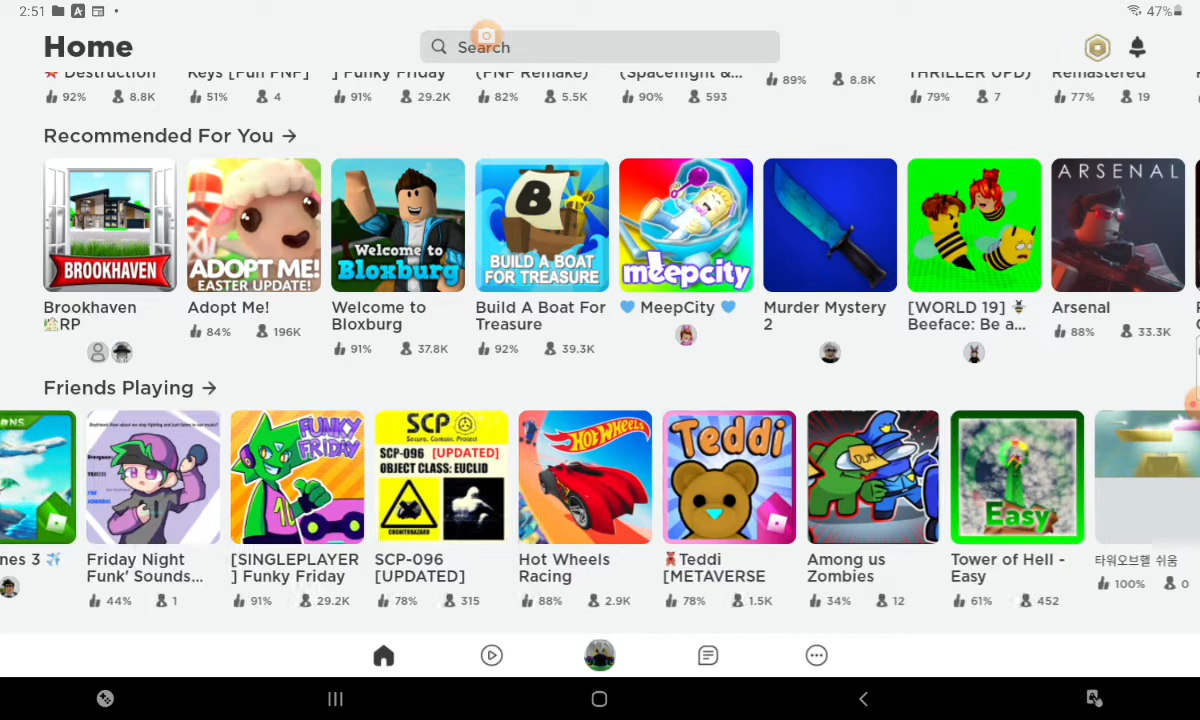 2:51
47%
Home
Search
Destruction
Keys [Full FNF]
] Funky Friday
(FNF Remake)
(Spaceflight &...
THRILLER UPD)
Remastered
92% 8.8K
51% 4
91% 29.2K
82% 5.5K
90% 593
89% 8.8K
79% 7
77% 19
Recommended For You →
BROOKHAVEN
ADOPT ME!
EASTER UPDATE!
Welcome to
Bloxburg
B
BUILD A BOAT
FOR TREASURE
meepcity
ARSENAL
Brookhaven
🏡RP
Adopt Me!
84% 196K
Welcome to
Bloxburg
91% 37.8K
Build A Boat For
Treasure
92% 39.3K
💙 MeepCity 💙
Murder Mystery
2
[WORLD 19] 🐝
Beeface: Be a...
Arsenal
88% 33.3K
Friends Playing →
FUNKY
FRIDAY
SCP
Secure. Contain. Protect
SCP-096 [UPDATED]
OBJECT CLASS: EUCLID
HOT WHEELS
Teddi
DUM
Easy
nes 3 ✈️
Friday Night
Funk' Sounds...
44% 1
[SINGLEPLAYER
] Funky Friday
91% 29.2K
SCP-096
[UPDATED]
78% 315
Hot Wheels
Racing
88% 2.9K
🧸Teddi
[METAVERSE
78% 1.5K
Among us
Zombies
34% 12
Tower of Hell -
Easy
61% 452
타워오브헬 쉬움
100% 0